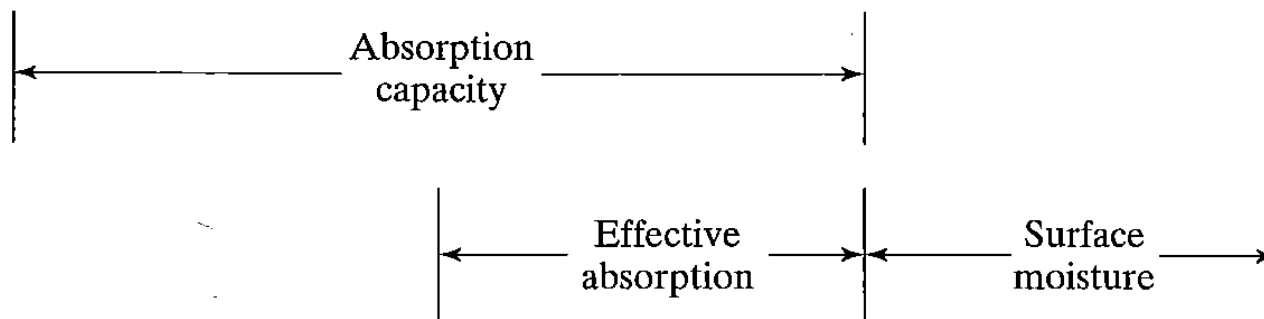 Absorption
capacity
Effective
absorption
Surface
moisture